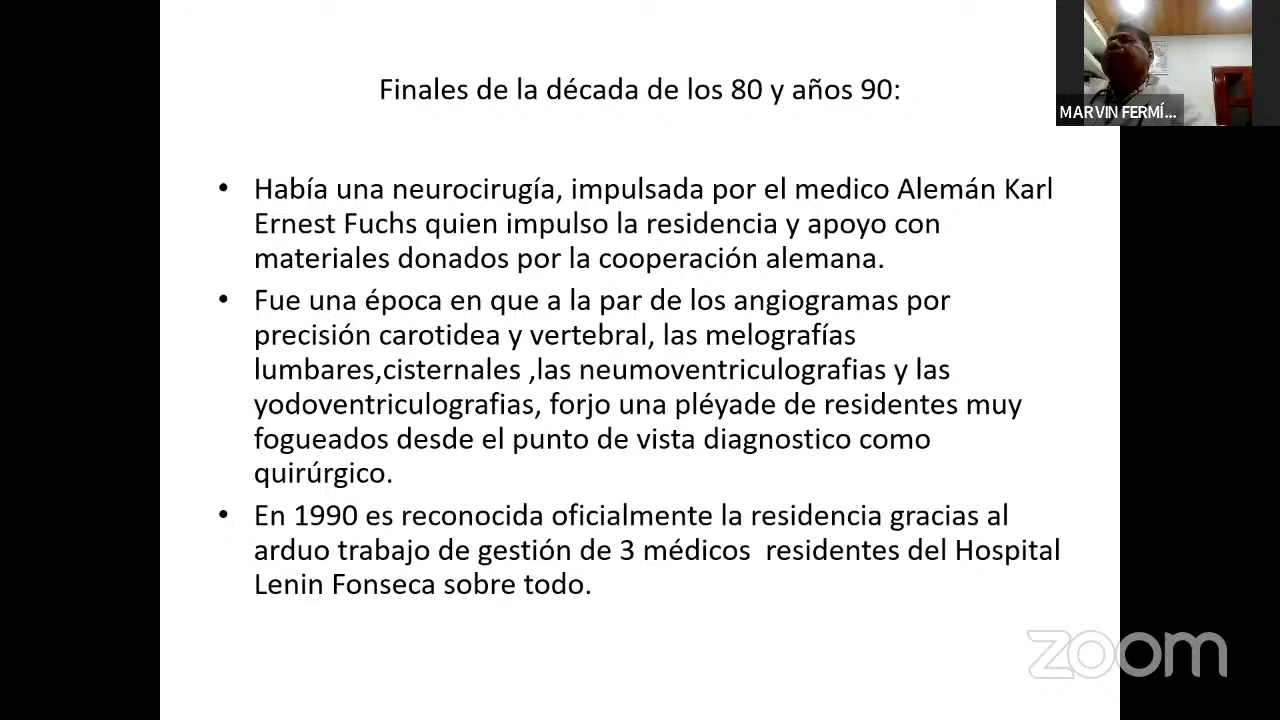 Finales de la década de los 80 y años 90:
MARVIN FERMÍ...
• Había una neurocirugía, impulsada por el medico Alemán Karl
Ernest Fuchs quien impulso la residencia y apoyo con
materiales donados por la cooperación alemana.
• Fue una época en que a la par de los angiogramas por
precisión carotidea y vertebral, las melografías
lumbares,cisternales ,las neumoventriculografias y las
yodoventriculografias, forjo una pléyade de residentes muy
fogueados desde el punto de vista diagnostico como
quirúrgico.
• En 1990 es reconocida oficialmente la residencia gracias al
arduo trabajo de gestión de 3 médicos  residentes del Hospital
Lenin Fonseca sobre todo.
zoom